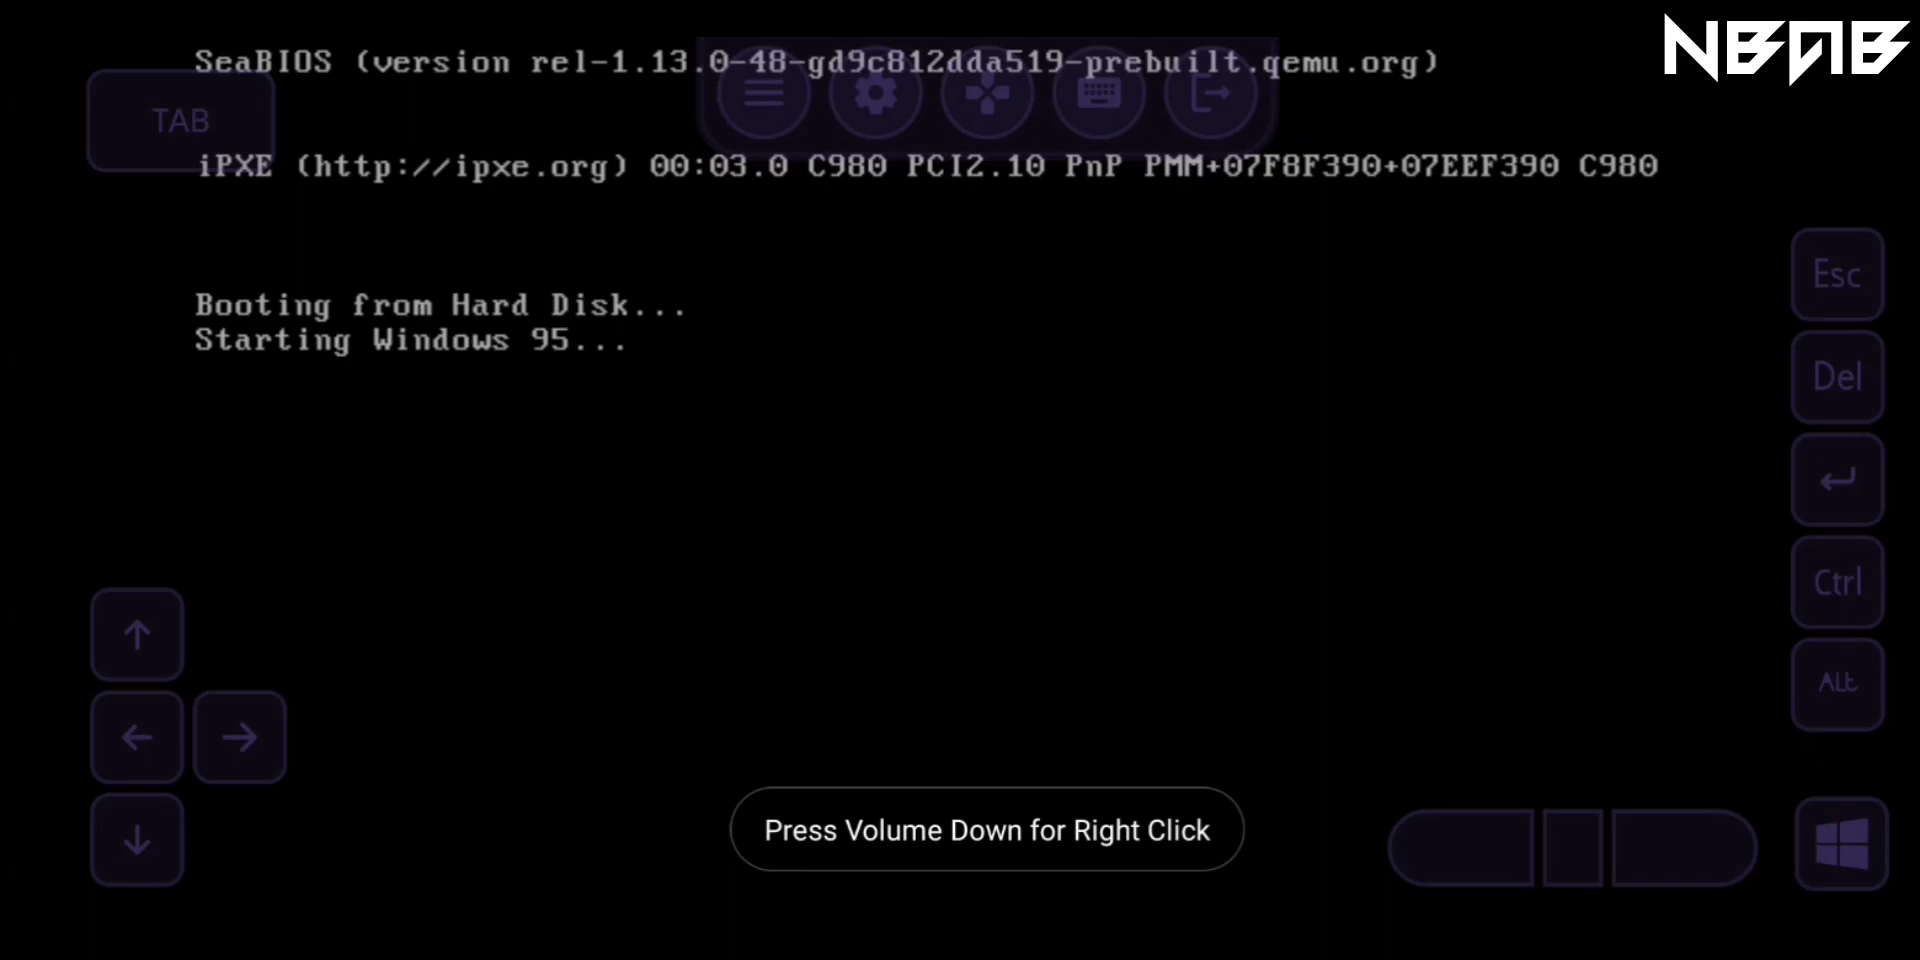 NBAB
SeaBIOS (version rel-1.13.0-48-gd9c812dda519-prebuilt.qemu.org)
TAB
iPXE (http://ipxe.org) 00:03.0 C980 PCI2.10 PnP PMM+07F8F390+07EEF390 C980
Esc
Booting from Hard Disk...
Starting Windows 95...
Del
Ctrl
Alt
Press Volume Down for Right Click